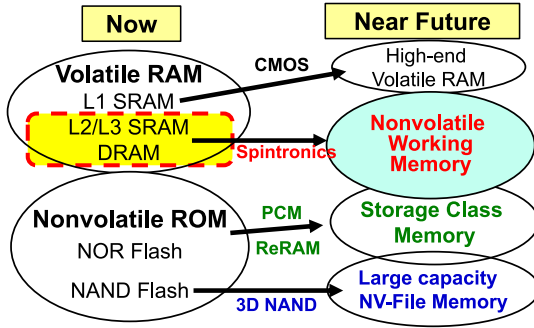 Now
Near Future
Volatile RAM
L1 SRAM
L2/L3 SRAM
DRAM
CMOS
High-end
Volatile RAM
Spintronics
Nonvolatile
Working
Memory
Nonvolatile ROM
NOR Flash
NAND Flash
PCM
ReRAM
Storage Class
Memory
3D NAND
Large capacity
NV-File Memory